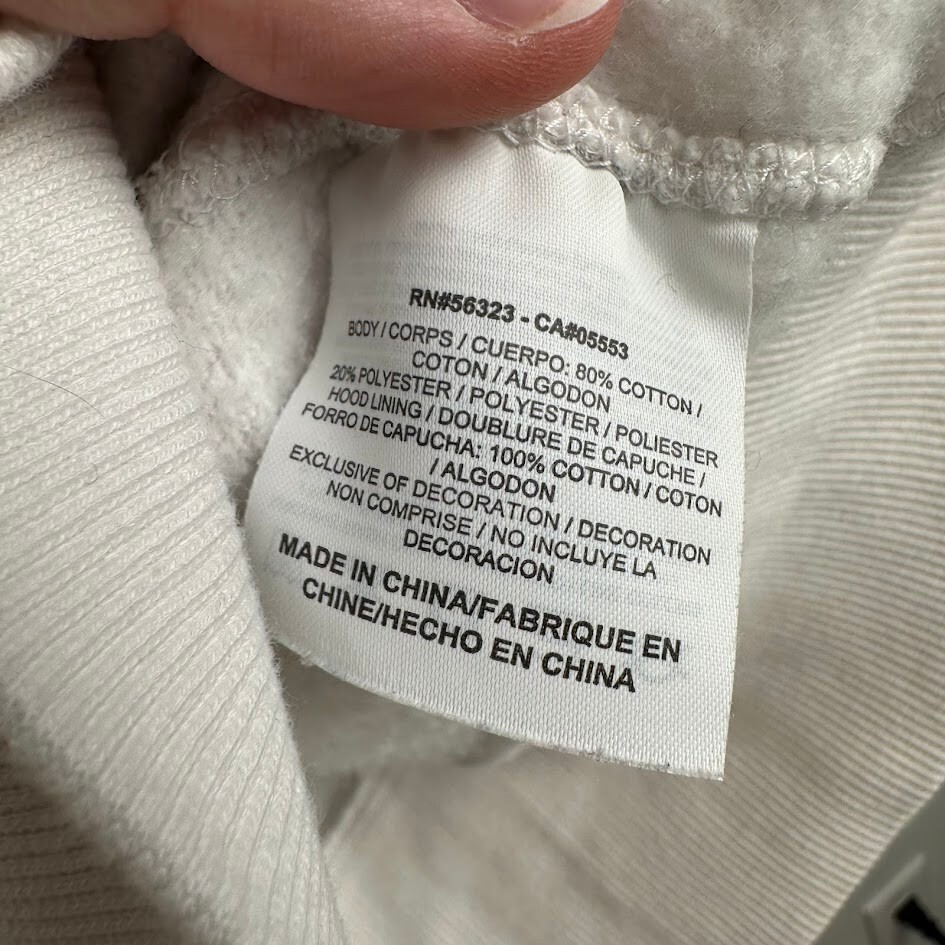 RN#56323 - CA#05553
BODY / CORPS / CUERPO: 80% COTTON /
COTON / ALGODON
20% POLYESTER / POLYESTER / POLIESTER
HOOD LINING / DOUBLURE DE CAPUCHE /
FORRO DE CAPUCHA: 100% COTTON / COTON
/ ALGODON
EXCLUSIVE OF DECORATION / DECORATION
NON COMPRISE / NO INCLUYE LA
DECORACION
MADE IN CHINA/FABRIQUE EN
CHINE/HECHO EN CHINA